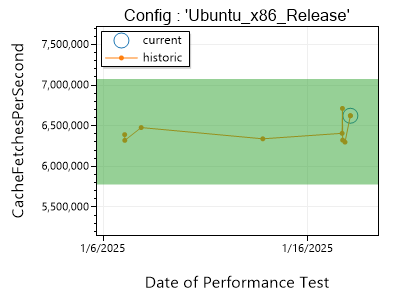 Config : 'Ubuntu_x86_Release'
current
historic
CacheFetchesPerSecond
7,500,000
7,000,000
6,500,000
6,000,000
5,500,000
1/6/2025
1/16/2025
Date of Performance Test